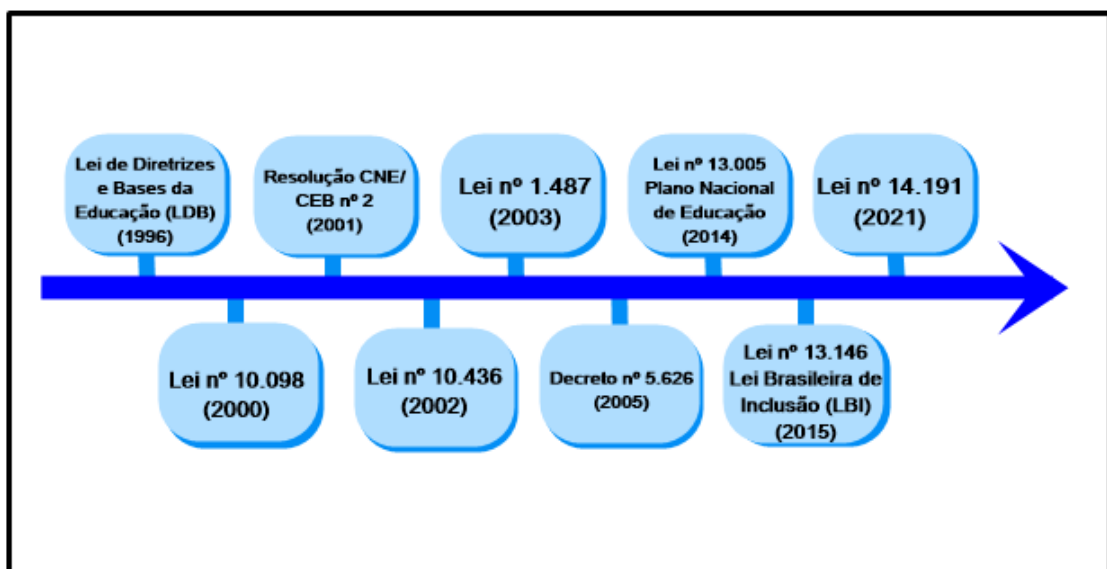 Lei de Diretrizes
e Bases da
Educação (LDB)
(1996)
Lei nº 10.098
(2000)
Resolução CNE/
CEB nº 2
(2001)
Lei nº 10.436
(2002)
Lei nº 1.487
(2003)
Decreto nº 5.626
(2005)
Lei nº 13.005
Plano Nacional
de Educação
(2014)
Lei nº 13.146
Lei Brasileira de
Inclusão (LBI)
(2015)
Lei nº 14.191
(2021)